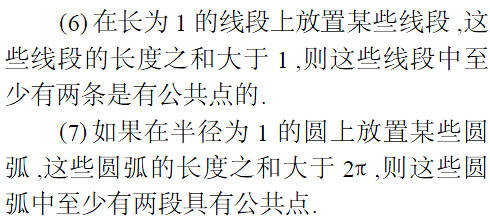 (6)在长为1的线段上放置某些线段,这
些线段的长度之和大于1,则这些线段中至
少有两条是有公共点的.
(7)如果在半径为1的圆上放置某些圆
弧,这些圆弧的长度之和大于2π,则这些圆
弧中至少有两段具有公共点.